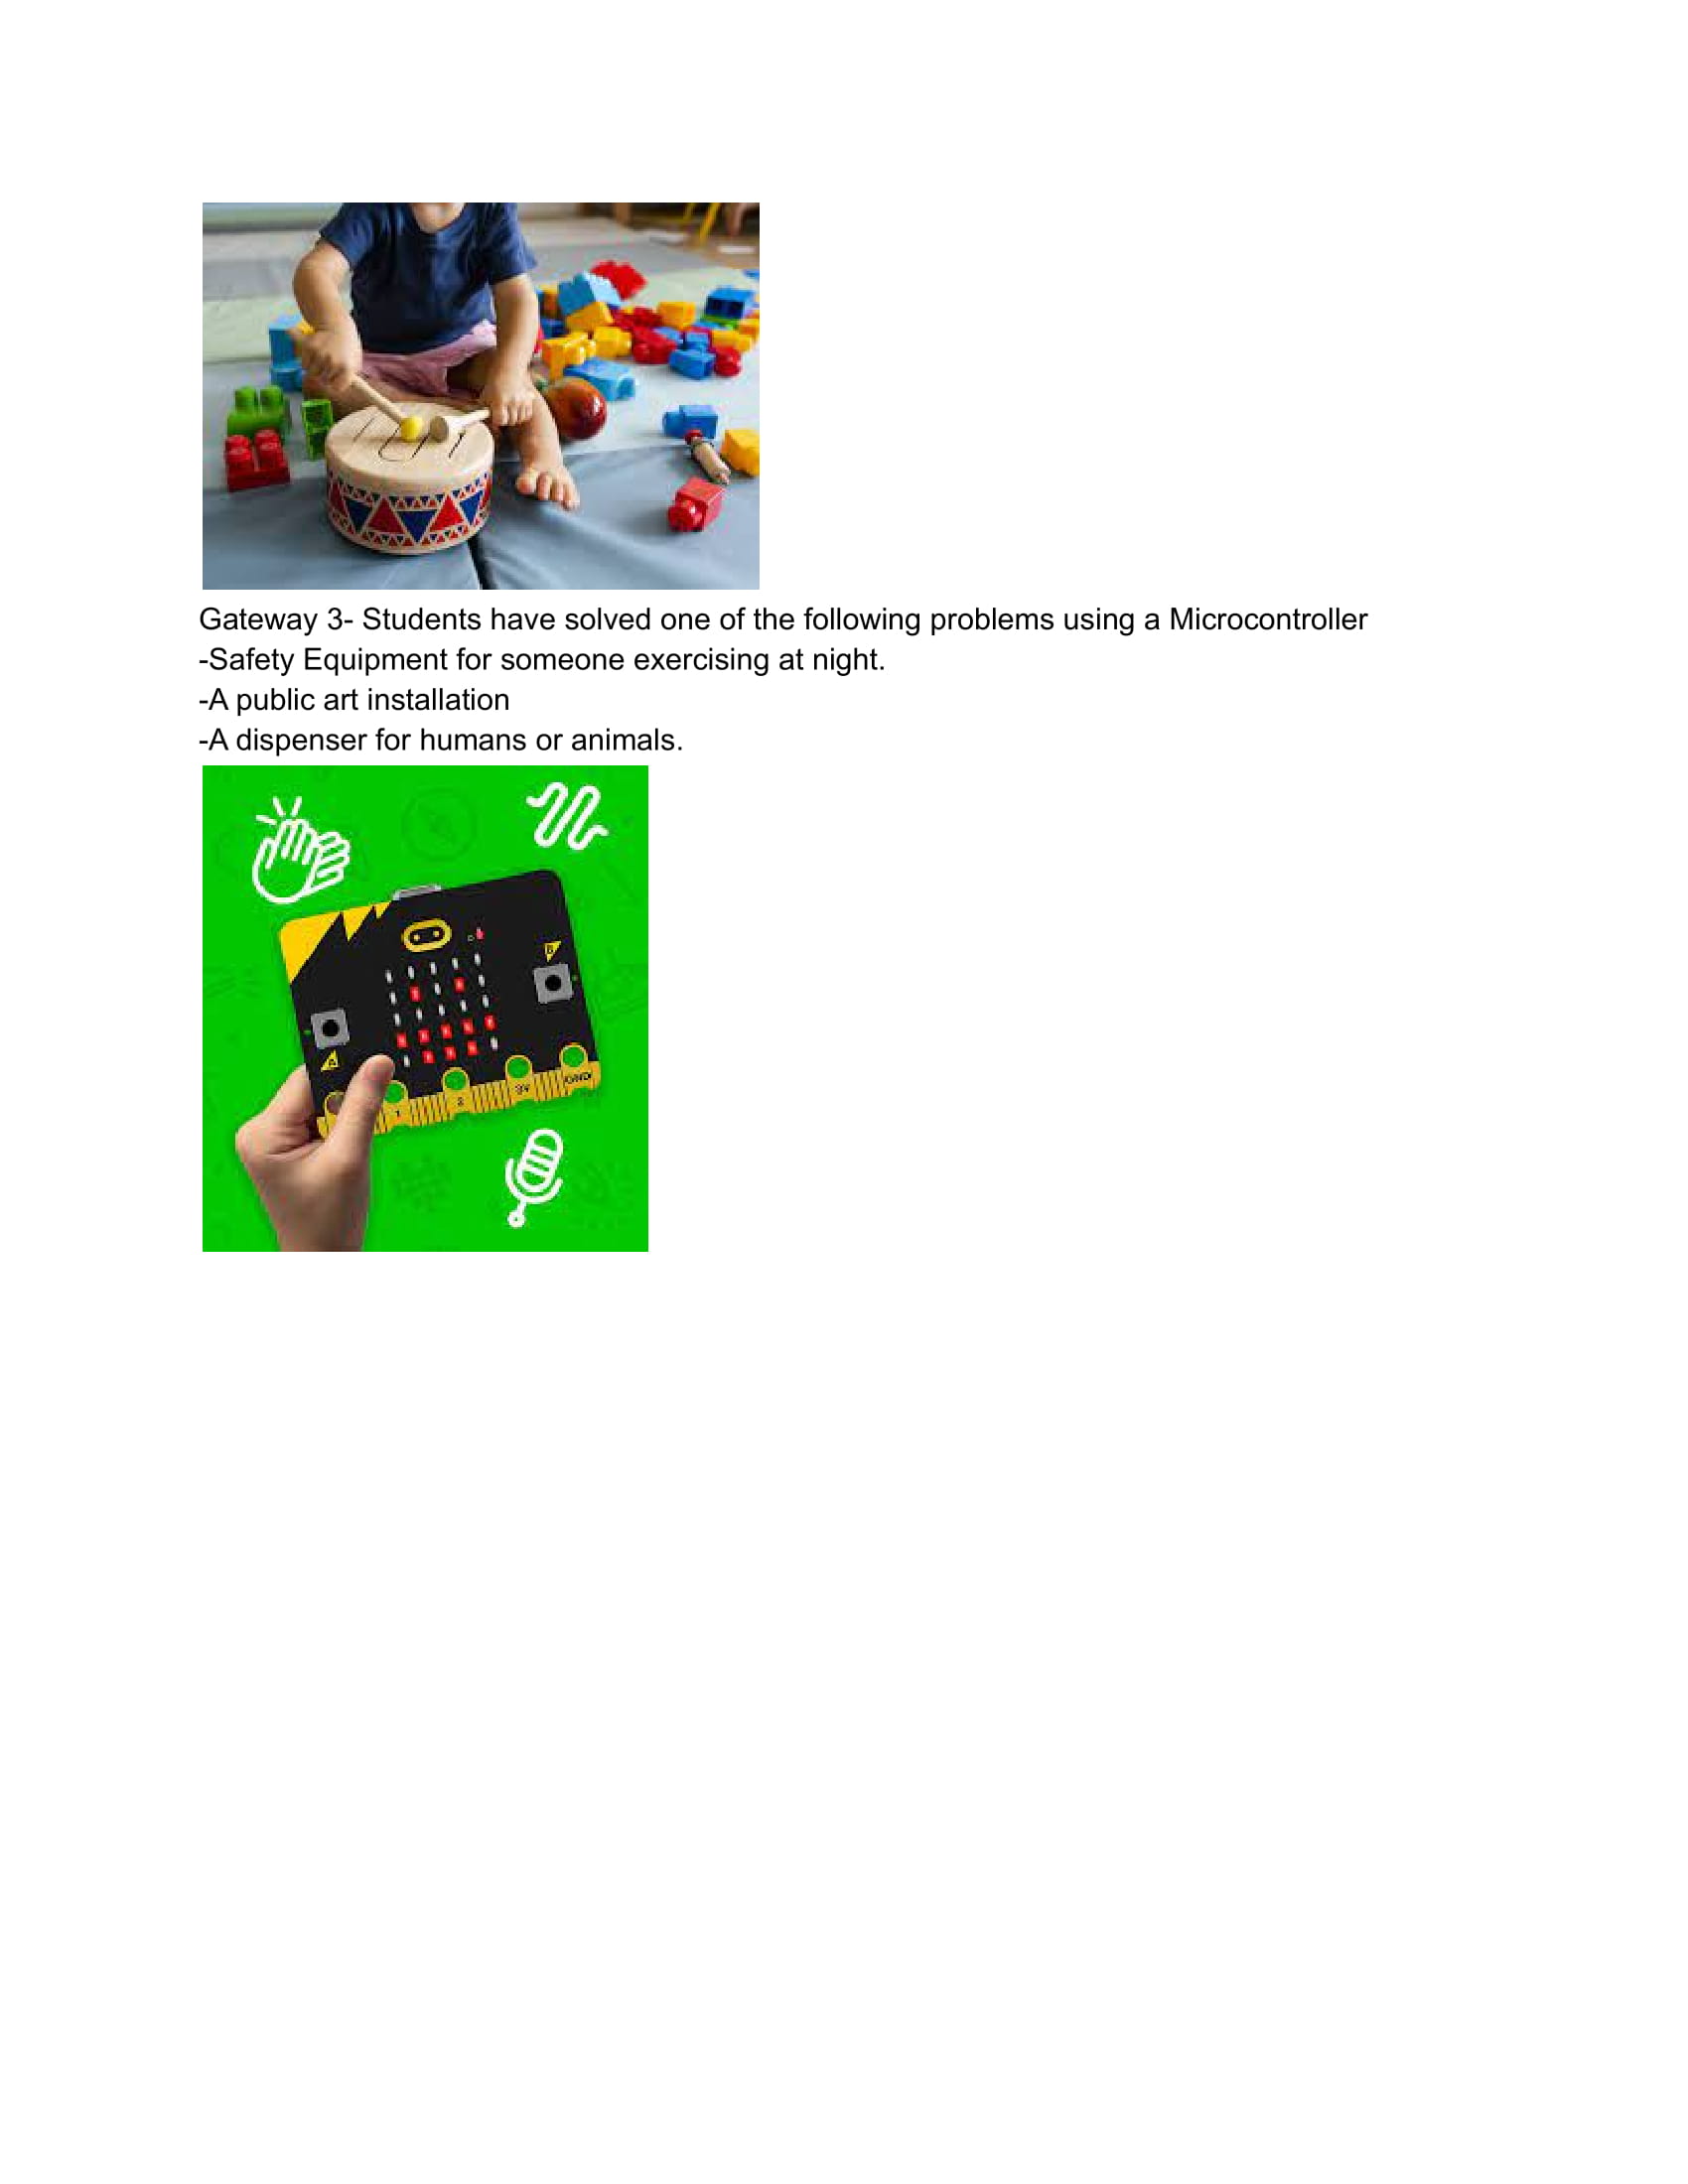 Gateway 3- Students have solved one of the following problems using a Microcontroller
-Safety Equipment for someone exercising at night.
-A public art installation
-A dispenser for humans or animals.
B
A
1
2
3V
GND